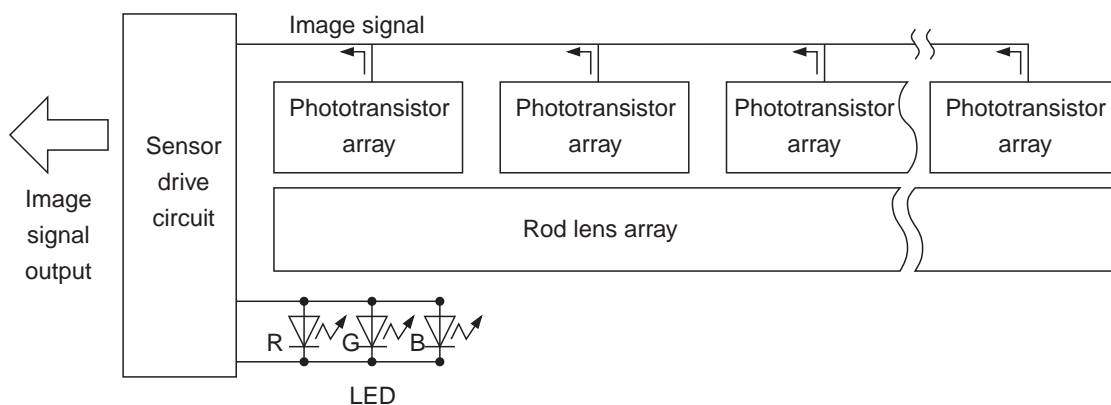 Image signal
Phototransistor
array
Phototransistor
array
Phototransistor
array
Phototransistor
array
Sensor
drive
circuit
Image
signal
output
Rod lens array
R G B
LED